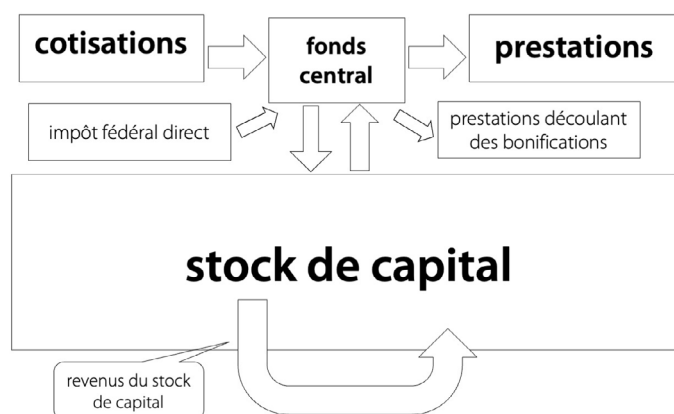 cotisations
fonds
central
prestations
impôt fédéral direct
prestations découlant
des bonifications
stock de capital
revenus du stock
de capital